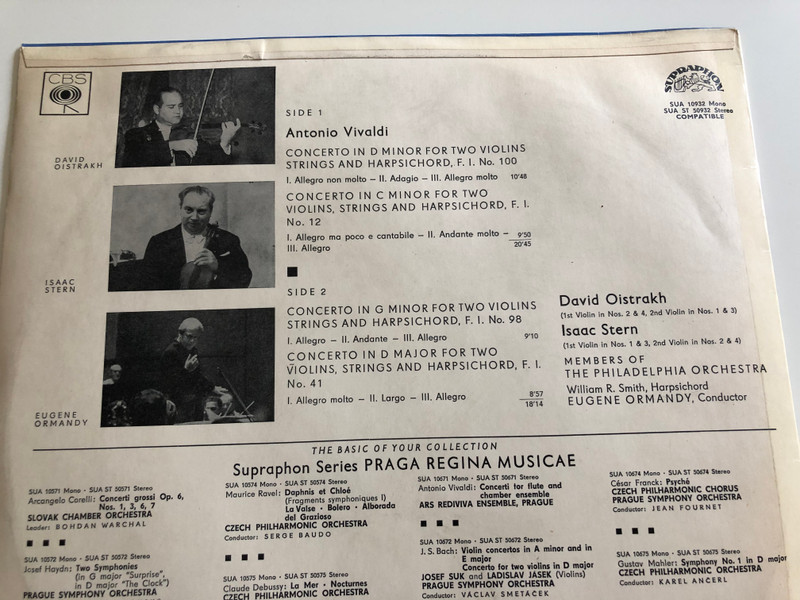 CBS
DAVID
OISTRAKH
ISAAC
STERN
EUGENE
ORMANDY
SUPRAPHON
SUA 10932 Mono
SUA ST 50932 Stereo
COMPATIBLE
SIDE 1
Antonio Vivaldi
CONCERTO IN D MINOR FOR TWO VIOLINS
STRINGS AND HARPSICHORD, F. I. No. 100
I. Allegro non molto – II. Adagio – III. Allegro molto 10'48
CONCERTO IN C MINOR FOR TWO
VIOLINS, STRINGS AND HARPSICHORD, F. I.
No. 12
I. Allegro ma poco e cantabile – II. Andante molto – 9'50
III. Allegro 20'45
SIDE 2
CONCERTO IN G MINOR FOR TWO VIOLINS
STRINGS AND HARPSICHORD, F. I. No. 98
I. Allegro – II. Andante – III. Allegro 9'10
CONCERTO IN D MAJOR FOR TWO
VIOLINS, STRINGS AND HARPSICHORD, F. I.
No. 41
I. Allegro molto – II. Largo – III. Allegro 8'57
18'14
David Oistrakh
(1st Violin in Nos. 2 & 4, 2nd Violin in Nos. 1 & 3)
Isaac Stern
(1st Violin in Nos. 1 & 3, 2nd Violin in Nos. 2 & 4)
MEMBERS OF
THE PHILADELPHIA ORCHESTRA
William R. Smith, Harpsichord
EUGENE ORMANDY, Conductor
THE BASIC OF YOUR COLLECTION
Supraphon Series PRAGA REGINA MUSICAE
SUA 10571 Mono · SUA ST 50571 Stereo
Arcangelo Corelli: Concerti grossi Op. 6,
Nos. 1, 3, 6, 7
SLOVAK CHAMBER ORCHESTRA
Leader: BOHDAN WARCHAL
SUA 10572 Mono · SUA ST 50572 Stereo
Josef Haydn: Two Symphonies
(in G major "Surprise",
in D major "The Clock")
PRAGUE SYMPHONY ORCHESTRA
SUA 10574 Mono · SUA ST 50574 Stereo
Maurice Ravel: Daphnis et Chloé
(Fragments symphoniques I)
La Valse · Bolero · Alborada
del Grazioso
CZECH PHILHARMONIC ORCHESTRA
Conductor: SERGE BAUDO
SUA 10575 Mono · SUA ST 50575 Stereo
Claude Debussy: La Mer · Nocturnes
CZECH PHILHARMONIC ORCHESTRA
SUA 10671 Mono · SUA ST 50671 Stereo
Antonio Vivaldi: Concerti for flute and
chamber ensemble
ARS REDIVIVA ENSEMBLE, PRAGUE
SUA 10672 Mono · SUA ST 50672 Stereo
J. S. Bach: Violin concertos in A minor and in
E major
Concerto for two violins in D major
JOSEF SUK and LADISLAV JÁSEK (Violins)
PRAGUE SYMPHONY ORCHESTRA
Conductor: VÁCLAV SMETÁČEK
SUA 10674 Mono · SUA ST 50674 Stereo
César Franck: Psyché
CZECH PHILHARMONIC CHORUS
PRAGUE SYMPHONY ORCHESTRA
Conductor: JEAN FOURNET
SUA 10675 Mono · SUA ST 50675 Stereo
Gustav Mahler: Symphony No. 1 in D major
CZECH PHILHARMONIC ORCHESTRA
Conductor: KAREL ANČERL